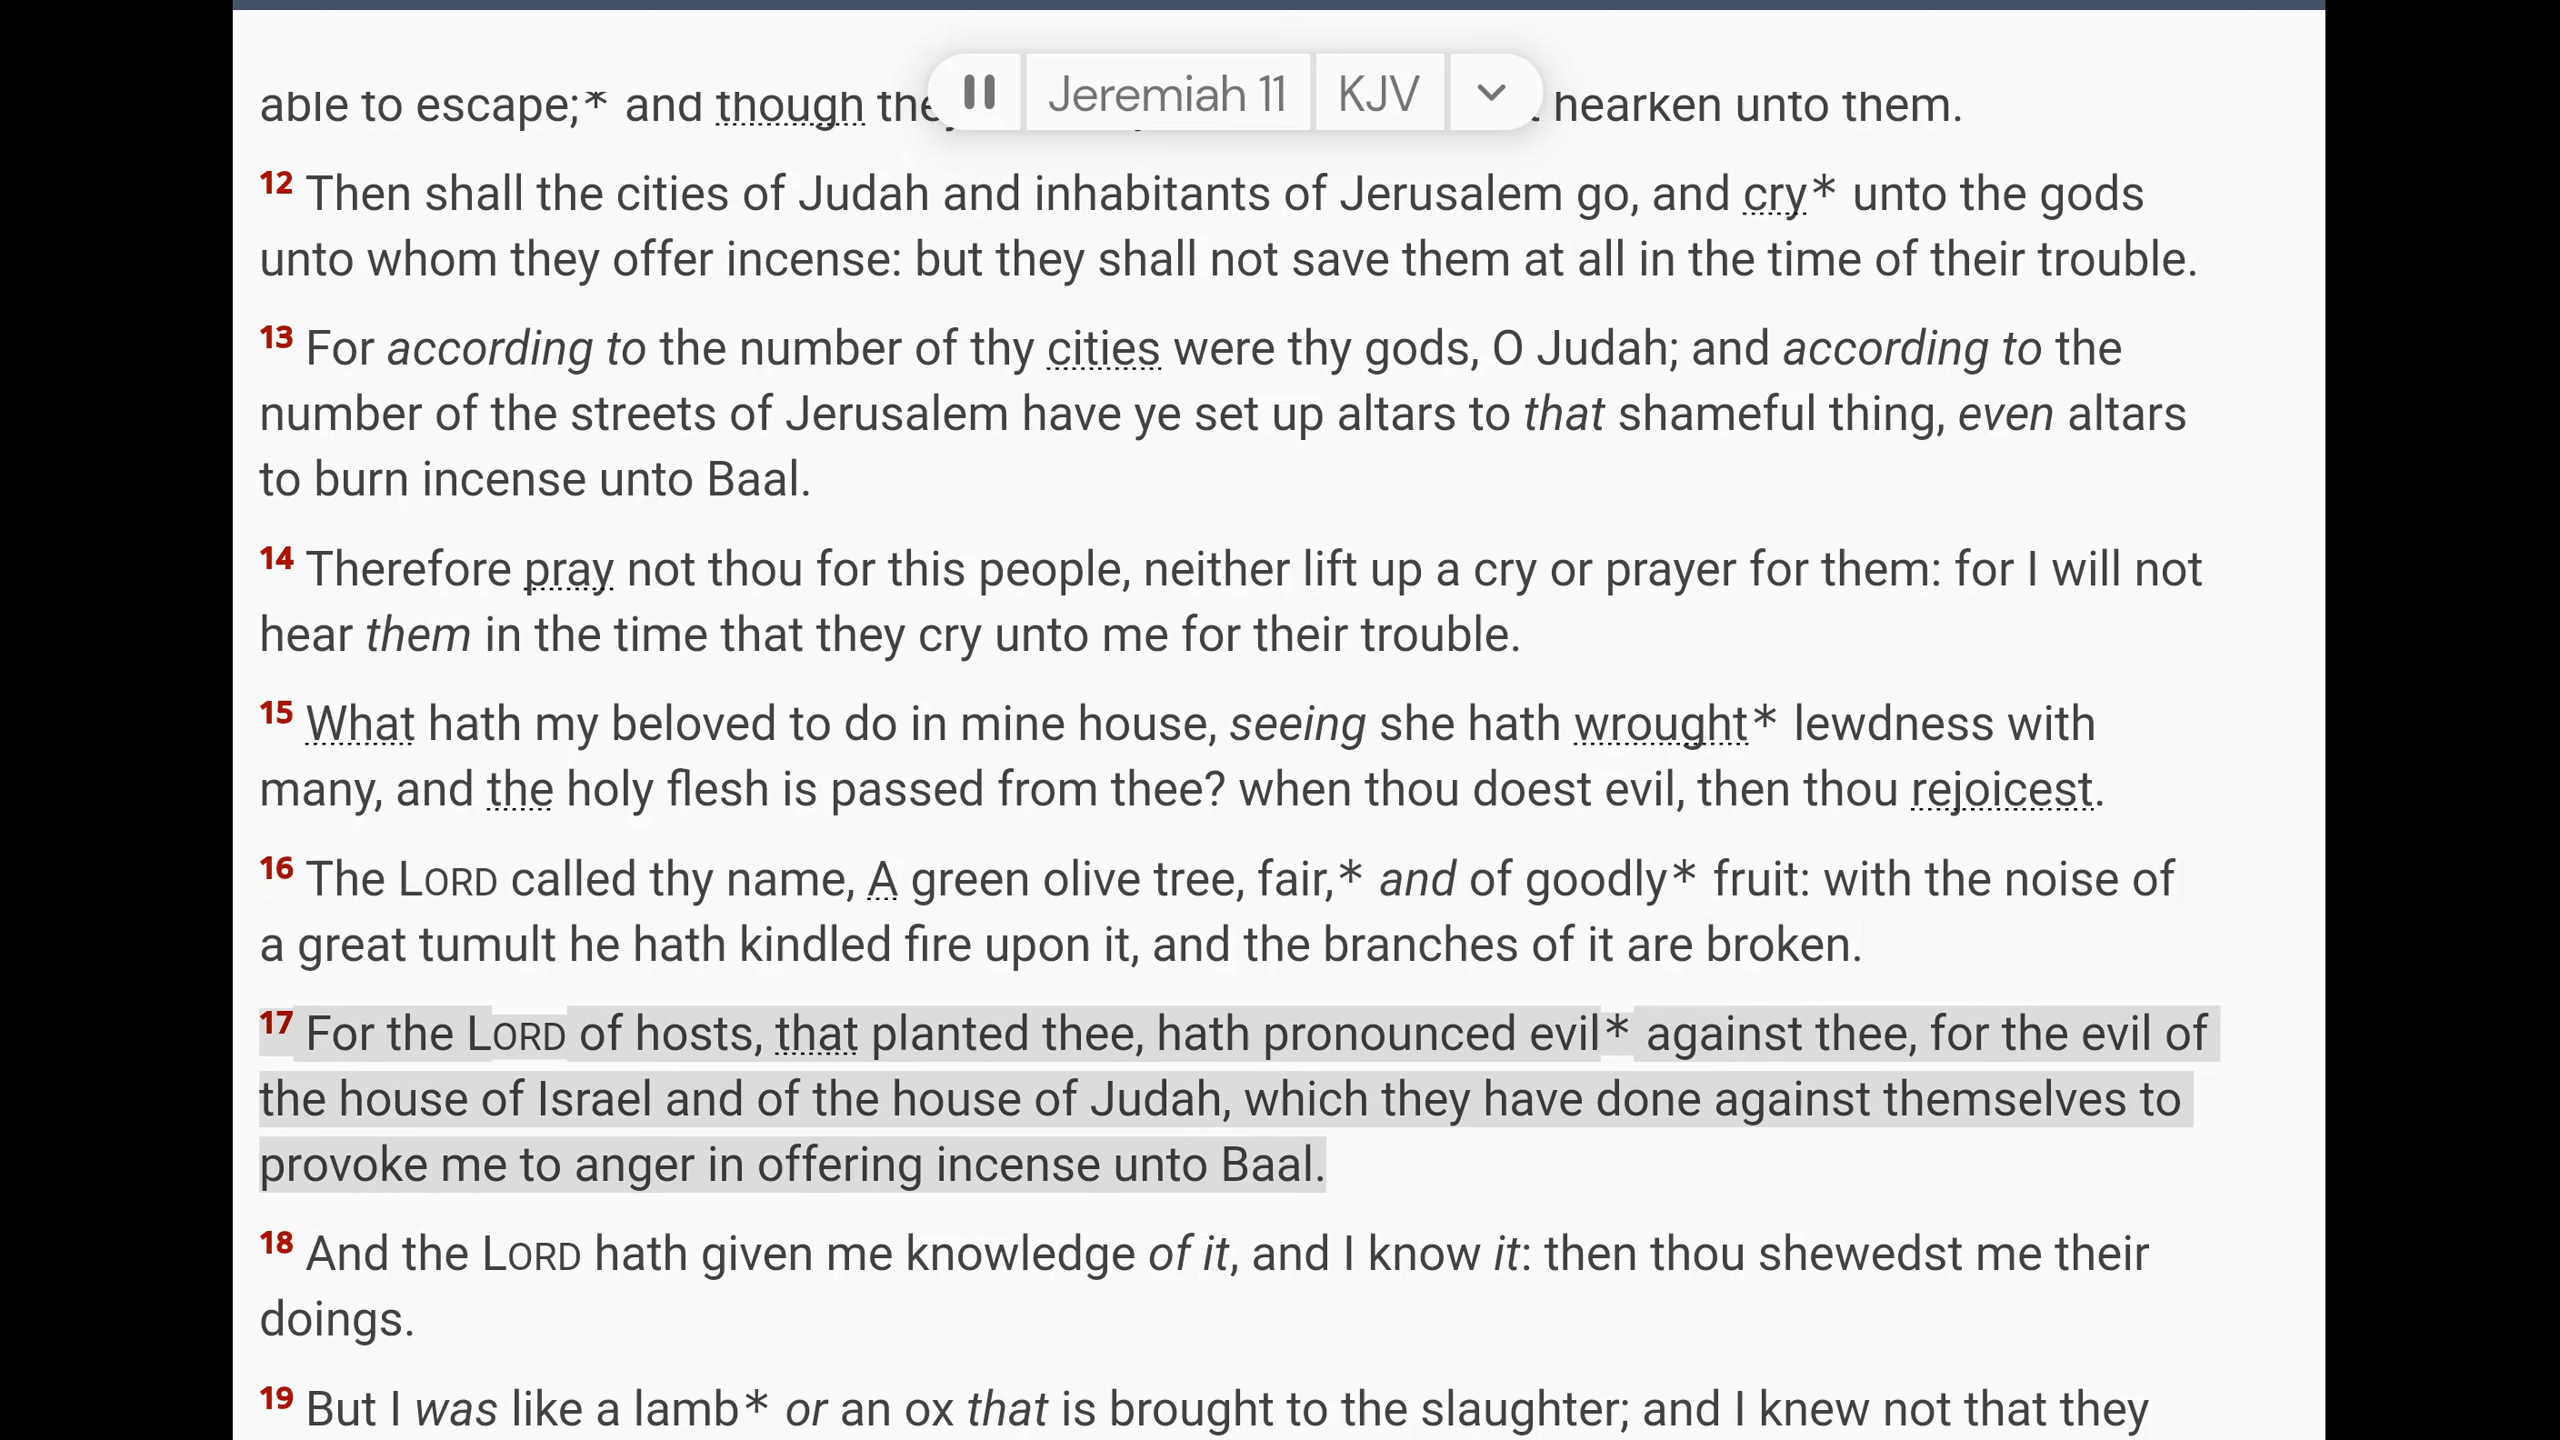 able to escape;* and though they hearken unto them.
Jeremiah 11 KJV
12 Then shall the cities of Judah and inhabitants of Jerusalem go, and cry* unto the gods
unto whom they offer incense: but they shall not save them at all in the time of their trouble.
13 For according to the number of thy cities were thy gods, O Judah; and according to the
number of the streets of Jerusalem have ye set up altars to that shameful thing, even altars
to burn incense unto Baal.
14 Therefore pray not thou for this people, neither lift up a cry or prayer for them: for I will not
hear them in the time that they cry unto me for their trouble.
15 What hath my beloved to do in mine house, seeing she hath wrought* lewdness with
many, and the holy flesh is passed from thee? when thou doest evil, then thou rejoicest.
16 The LORD called thy name, A green olive tree, fair,* and of goodly* fruit: with the noise of
a great tumult he hath kindled fire upon it, and the branches of it are broken.
17 For the LORD of hosts, that planted thee, hath pronounced evil* against thee, for the evil of
the house of Israel and of the house of Judah, which they have done against themselves to
provoke me to anger in offering incense unto Baal.
18 And the LORD hath given me knowledge of it, and I know it: then thou shewedst me their
doings.
19 But I was like a lamb* or an ox that is brought to the slaughter; and I knew not that they